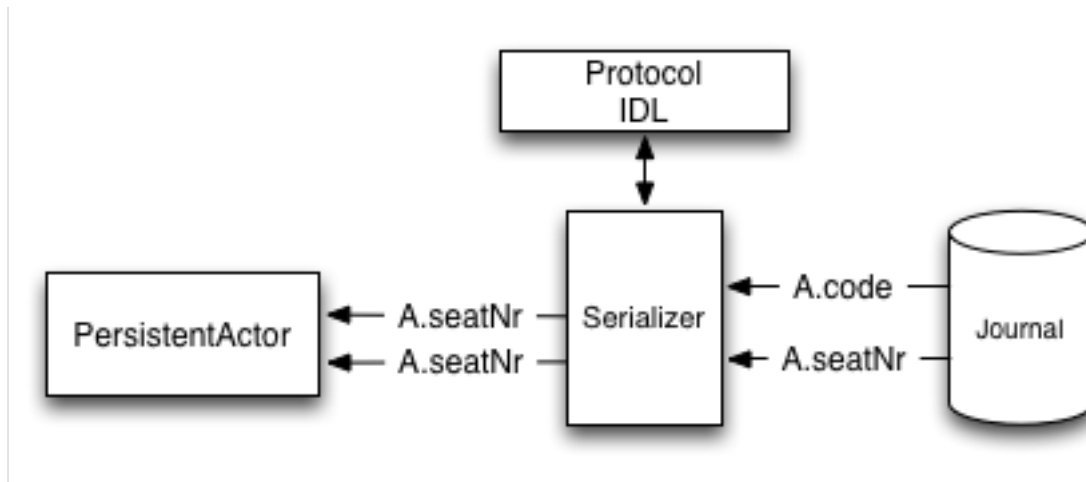 Protocol
IDL
A.code
A.seatNr
Serializer
Journal
PersistentActor
A.seatNr
A.seatNr